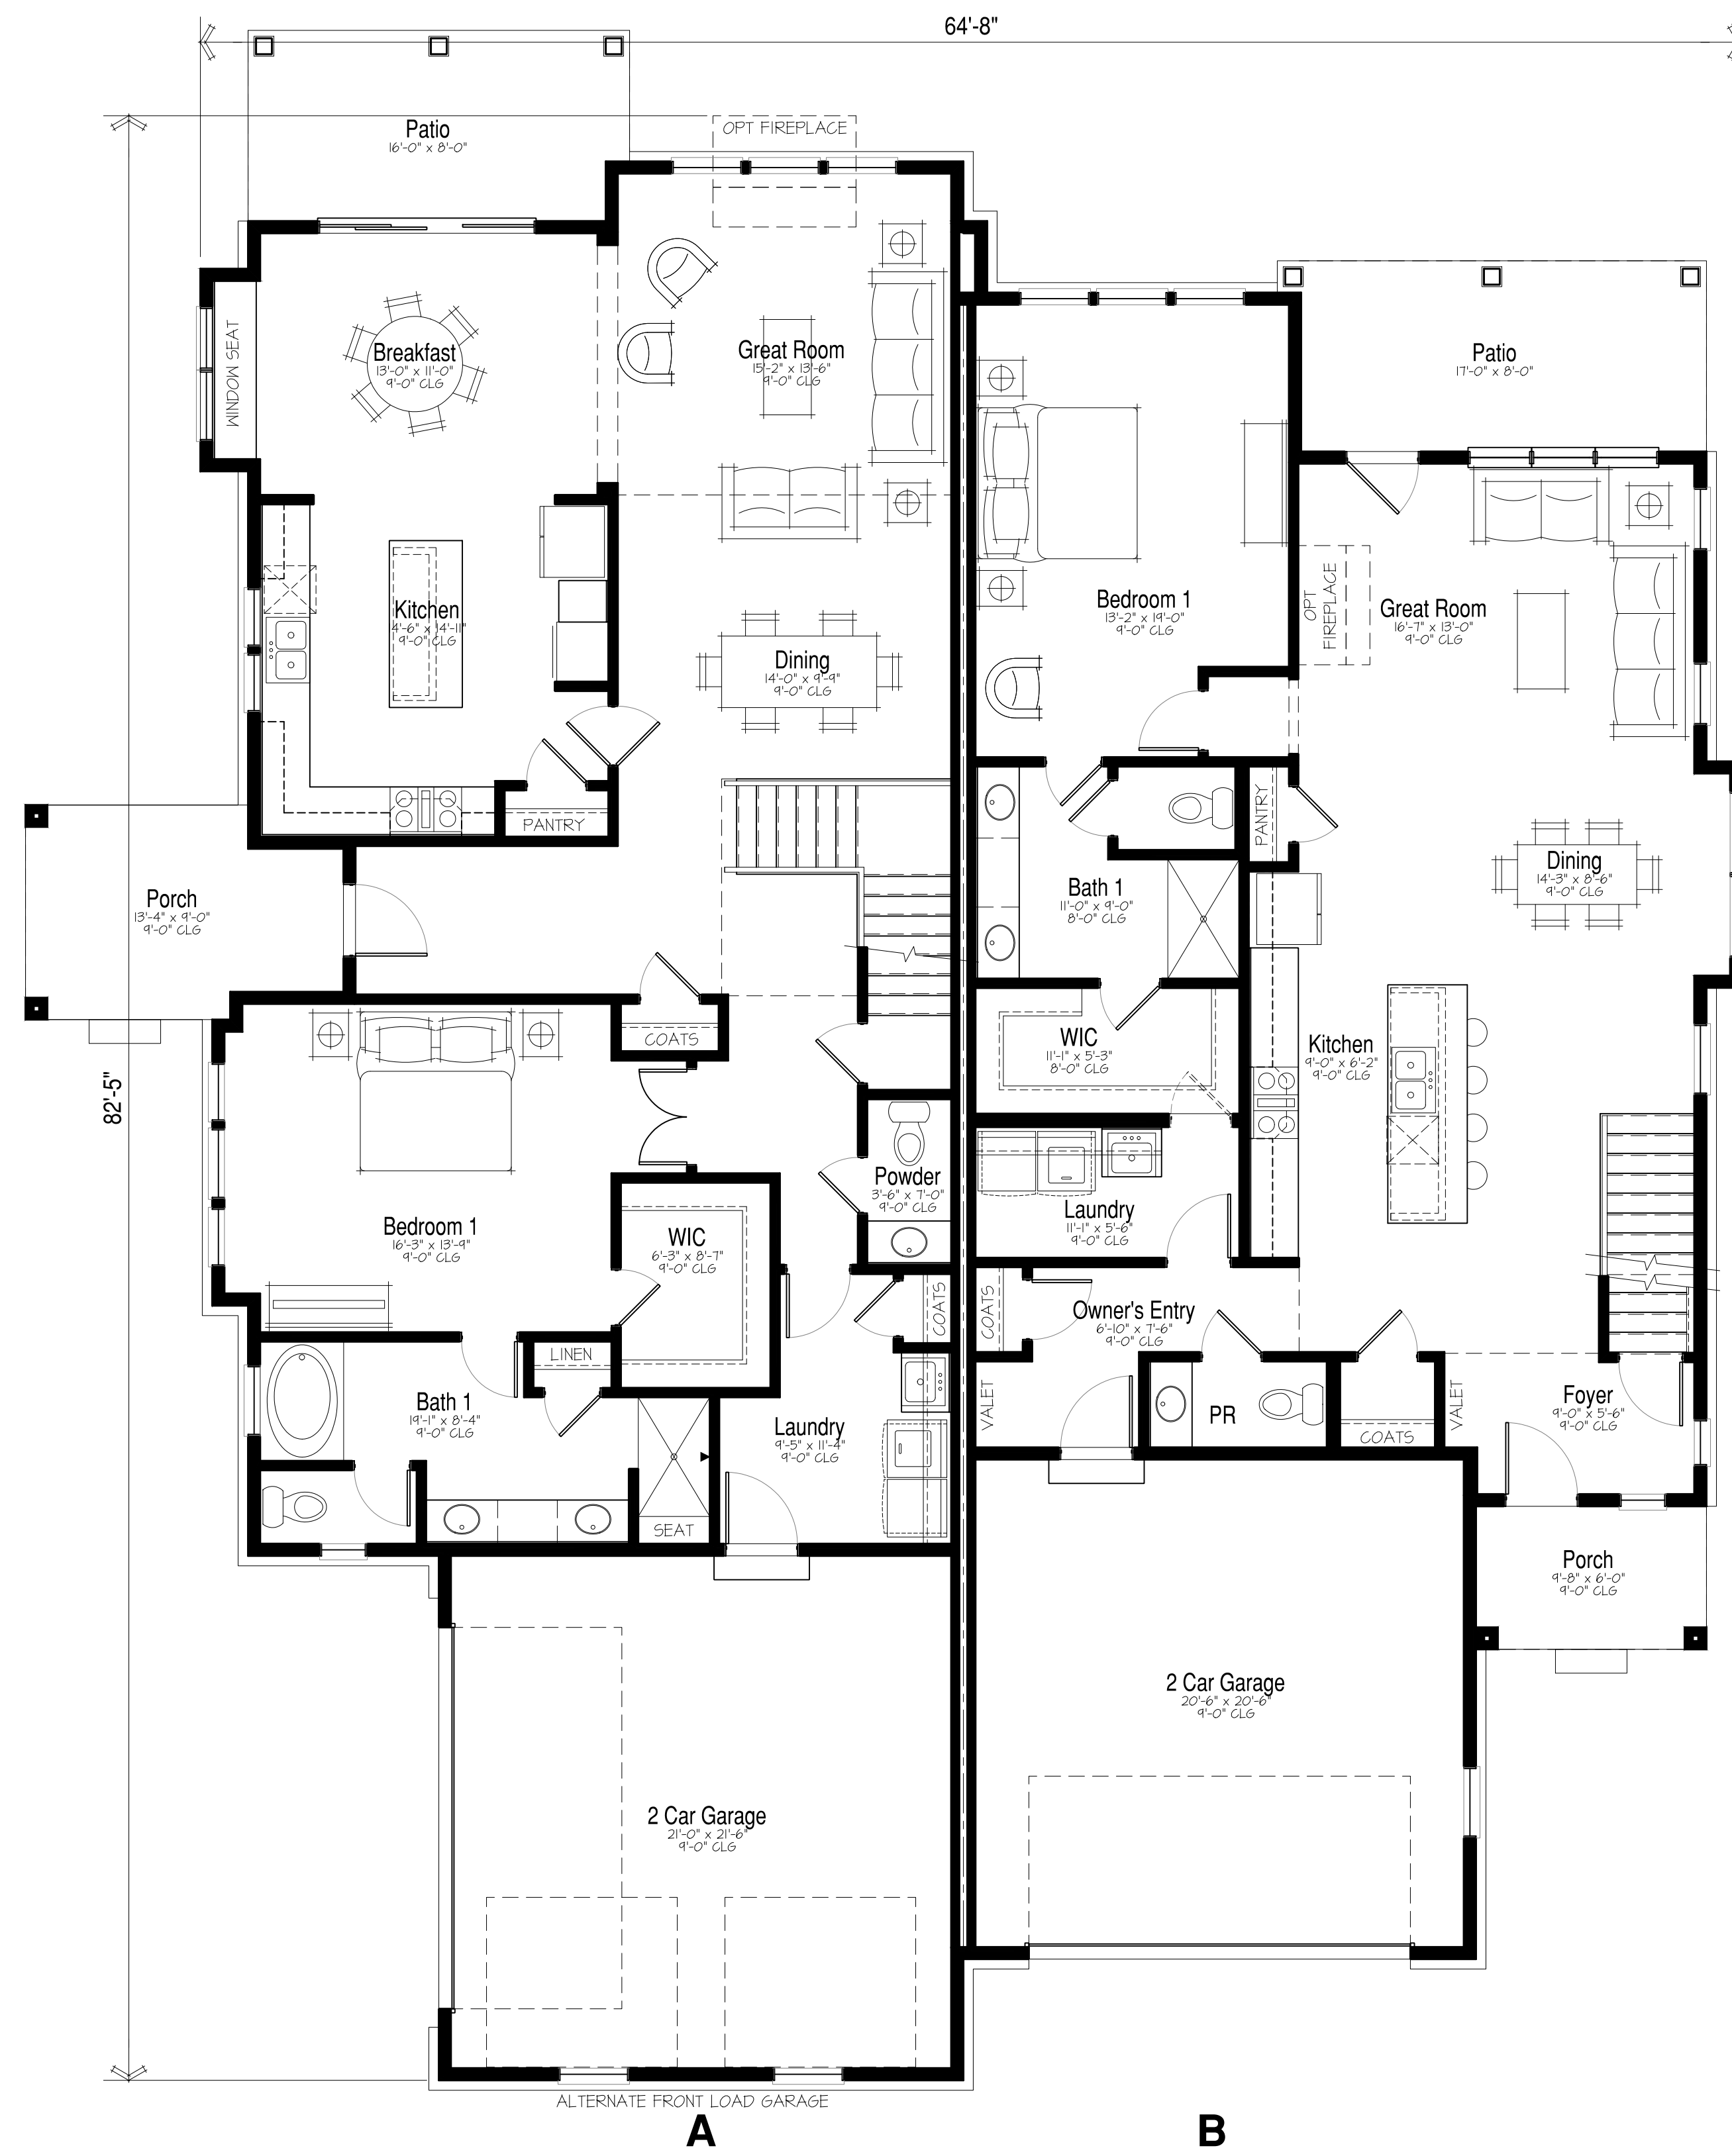 64'-8"
OPT FIREPLACE
Patio
16'-0" x 8'-0"
WINDOW SEAT
Breakfast
13'-0" x 11'-0"
9'-0" CLG
Great Room
15'-2" x 13'-6"
9'-0" CLG
Patio
17'-0" x 8'-0"
Kitchen
4'-6" x 14'-11"
9'-0" CLG
Bedroom 1
13'-2" x 19'-0"
9'-0" CLG
OPT
FIREPLACE
Great Room
16'-7" x 13'-0"
9'-0" CLG
Dining
14'-0" x 9'-9"
9'-0" CLG
PANTRY
PANTRY
Porch
13'-4" x 9'-0"
9'-0" CLG
Bath 1
11'-0" x 9'-0"
8'-0" CLG
Dining
14'-3" x 8'-6"
9'-0" CLG
COATS
WIC
11'-1" x 5'-3"
8'-0" CLG
Kitchen
9'-0" x 6'-2"
9'-0" CLG
82'-5"
Powder
3'-6" x 7'-0"
9'-0" CLG
Bedroom 1
16'-3" x 13'-9"
9'-0" CLG
WIC
6'-3" x 8'-7"
9'-0" CLG
Laundry
11'-1" x 5'-6"
9'-0" CLG
COATS
COATS
Owner's Entry
6'-10" x 7'-6"
9'-0" CLG
LINEN
Bath 1
19'-1" x 8'-4"
9'-0" CLG
Laundry
9'-5" x 11'-4"
9'-0" CLG
VALET
PR
COATS
VALET
Foyer
9'-0" x 5'-6"
9'-0" CLG
SEAT
Porch
9'-8" x 6'-0"
9'-0" CLG
2 Car Garage
20'-6" x 20'-6"
9'-0" CLG
2 Car Garage
21'-0" x 21'-6"
9'-0" CLG
ALTERNATE FRONT LOAD GARAGE
A
B